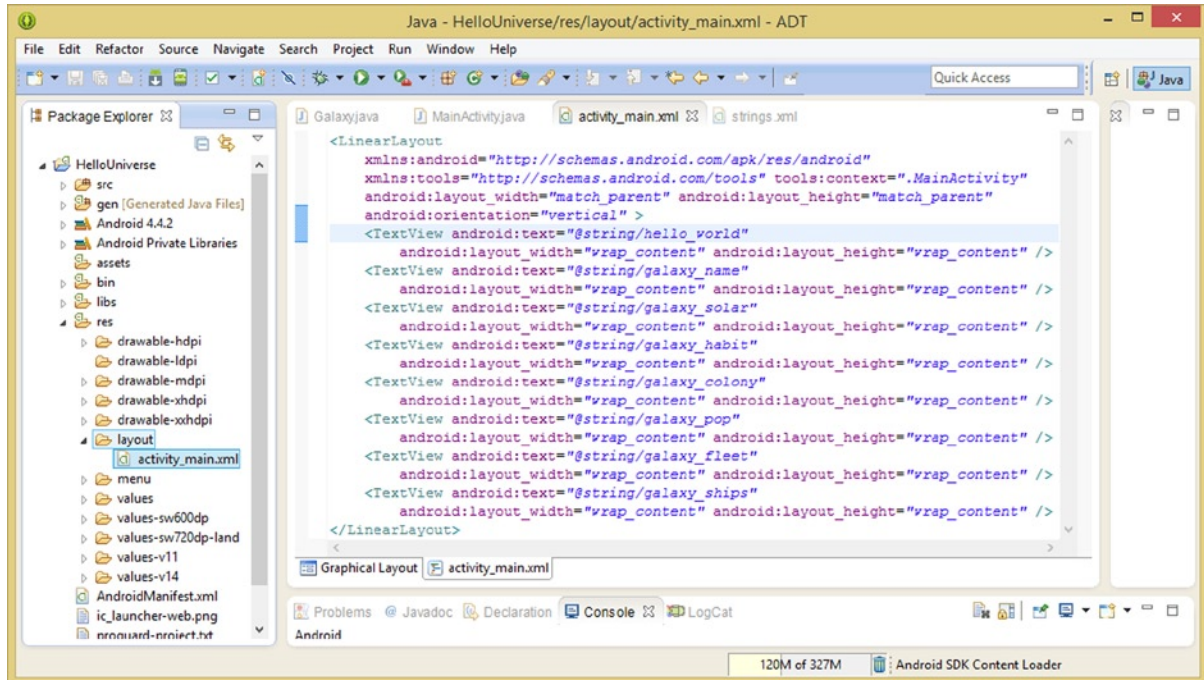 Java - HelloUniverse/res/layout/activity_main.xml - ADT
File Edit Refactor Source Navigate Search Project Run Window Help
Quick Access
Java
Package Explorer
HelloUniverse
src
gen [Generated Java Files]
Android 4.4.2
Android Private Libraries
assets
bin
libs
res
drawable-hdpi
drawable-ldpi
drawable-mdpi
drawable-xhdpi
drawable-xxhdpi
layout
activity_main.xml
menu
values
values-sw600dp
values-sw720dp-land
values-v11
values-v14
AndroidManifest.xml
ic_launcher-web.png
proguard-project.txt
Galaxy.java MainActivity.java activity_main.xml strings.xml
<LinearLayout
xmlns:android="http://schemas.android.com/apk/res/android"
xmlns:tools="http://schemas.android.com/tools" tools:context=".MainActivity"
android:layout_width="match_parent" android:layout_height="match_parent"
android:orientation="vertical" >
<TextView android:text="@string/hello_world"
android:layout_width="wrap_content" android:layout_height="wrap_content" />
<TextView android:text="@string/galaxy_name"
android:layout_width="wrap_content" android:layout_height="wrap_content" />
<TextView android:text="@string/galaxy_solar"
android:layout_width="wrap_content" android:layout_height="wrap_content" />
<TextView android:text="@string/galaxy_habit"
android:layout_width="wrap_content" android:layout_height="wrap_content" />
<TextView android:text="@string/galaxy_colony"
android:layout_width="wrap_content" android:layout_height="wrap_content" />
<TextView android:text="@string/galaxy_pop"
android:layout_width="wrap_content" android:layout_height="wrap_content" />
<TextView android:text="@string/galaxy_fleet"
android:layout_width="wrap_content" android:layout_height="wrap_content" />
<TextView android:text="@string/galaxy_ships"
android:layout_width="wrap_content" android:layout_height="wrap_content" />
</LinearLayout>
Graphical Layout activity_main.xml
Problems @ Javadoc Declaration Console LogCat
Android
120M of 327M Android SDK Content Loader